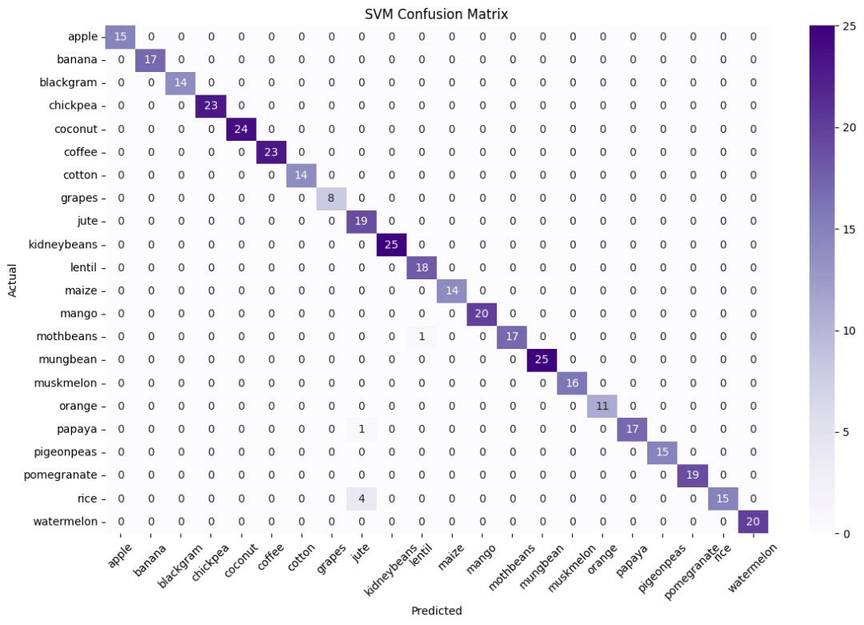 SVM Confusion Matrix
apple 15 0 0 0 0 0 0 0 0 0 0 0 0 0 0 0 0 0 0 0 0 0
banana 0 17 0 0 0 0 0 0 0 0 0 0 0 0 0 0 0 0 0 0 0 0
blackgram 0 0 14 0 0 0 0 0 0 0 0 0 0 0 0 0 0 0 0 0 0 0
chickpea 0 0 0 23 0 0 0 0 0 0 0 0 0 0 0 0 0 0 0 0 0 0
coconut 0 0 0 0 24 0 0 0 0 0 0 0 0 0 0 0 0 0 0 0 0 0
coffee 0 0 0 0 0 23 0 0 0 0 0 0 0 0 0 0 0 0 0 0 0 0
cotton 0 0 0 0 0 0 14 0 0 0 0 0 0 0 0 0 0 0 0 0 0 0
grapes 0 0 0 0 0 0 0 8 0 0 0 0 0 0 0 0 0 0 0 0 0 0
jute 0 0 0 0 0 0 0 0 19 0 0 0 0 0 0 0 0 0 0 0 0 0
kidneybeans 0 0 0 0 0 0 0 0 0 25 0 0 0 0 0 0 0 0 0 0 0 0
lentil 0 0 0 0 0 0 0 0 0 0 18 0 0 0 0 0 0 0 0 0 0 0
maize 0 0 0 0 0 0 0 0 0 0 0 14 0 0 0 0 0 0 0 0 0 0
mango 0 0 0 0 0 0 0 0 0 0 0 0 20 0 0 0 0 0 0 0 0 0
mothbeans 0 0 0 0 0 0 0 0 0 0 1 0 0 17 0 0 0 0 0 0 0 0
mungbean 0 0 0 0 0 0 0 0 0 0 0 0 0 0 25 0 0 0 0 0 0 0
muskmelon 0 0 0 0 0 0 0 0 0 0 0 0 0 0 0 16 0 0 0 0 0 0
orange 0 0 0 0 0 0 0 0 0 0 0 0 0 0 0 0 11 0 0 0 0 0
papaya 0 0 0 0 0 0 0 0 1 0 0 0 0 0 0 0 0 17 0 0 0 0
pigeonpeas 0 0 0 0 0 0 0 0 0 0 0 0 0 0 0 0 0 0 15 0 0 0
pomegranate 0 0 0 0 0 0 0 0 0 0 0 0 0 0 0 0 0 0 0 19 0 0
rice 0 0 0 0 0 0 0 0 4 0 0 0 0 0 0 0 0 0 0 0 15 0
watermelon 0 0 0 0 0 0 0 0 0 0 0 0 0 0 0 0 0 0 0 0 0 20
Actual
apple
banana
blackgram
chickpea
coconut
coffee
cotton
grapes
jute
kidneybeans
lentil
maize
mango
mothbeans
mungbean
muskmelon
orange
papaya
pigeonpeas
pomegranate
rice
watermelon
Predicted
25
20
15
10
5
0